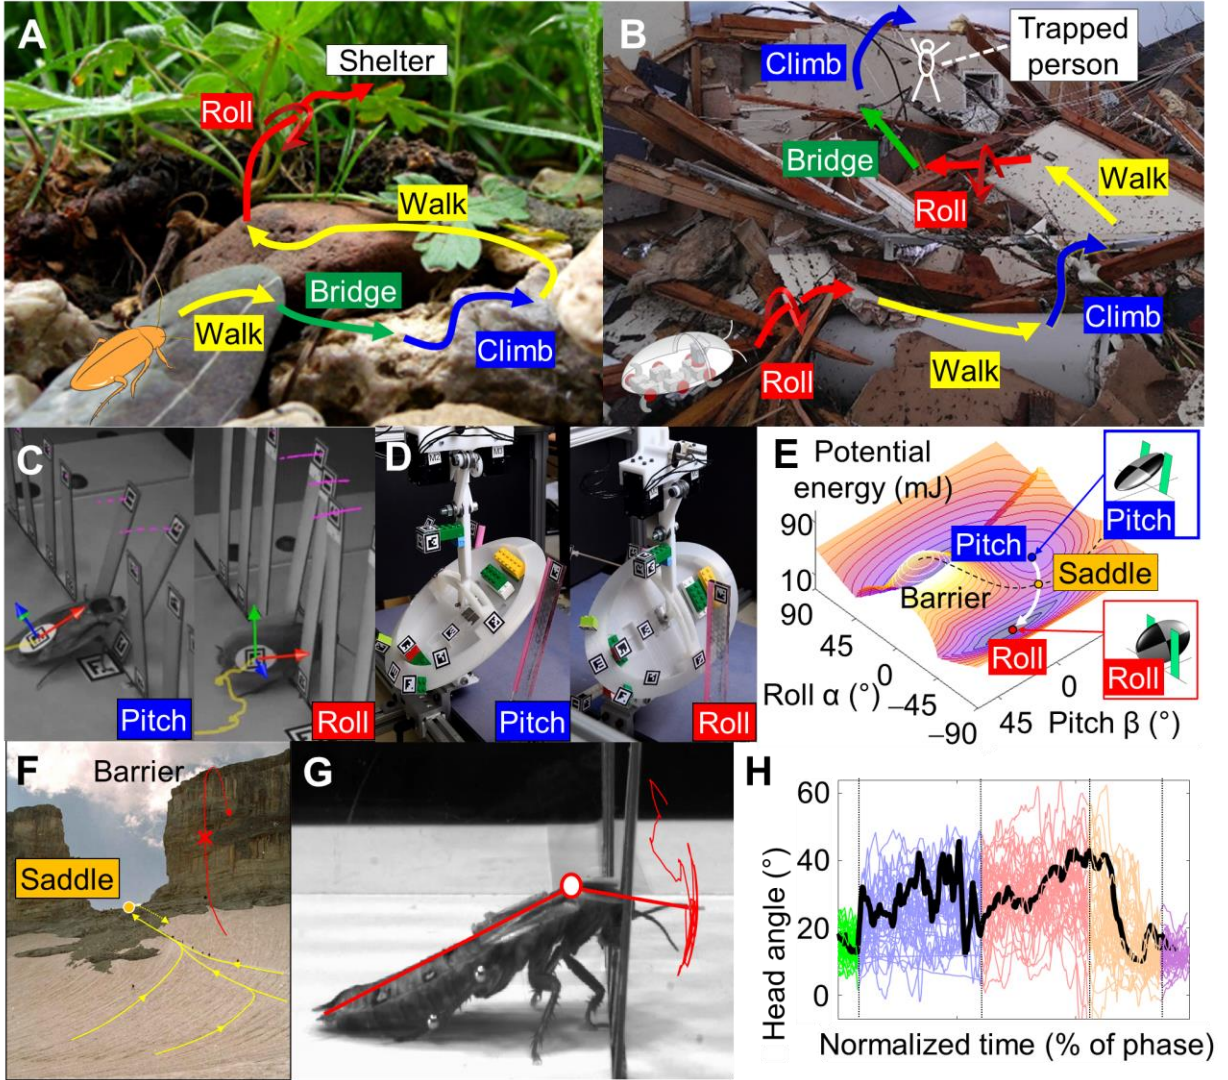 A
Shelter
Roll
Walk
Bridge
Walk
Climb
B
Trapped
person
Climb
Bridge
Roll
Walk
Climb
Roll
Walk
C
Pitch
Roll
D
Pitch
Roll
E
Potential
energy (mJ)
90
10
90
45
0
−45
−90
Roll α (°)
45
0
Pitch β (°)
Pitch
Saddle
Barrier
Roll
Pitch
Roll
F
Barrier
Saddle
G
H
Head angle (°)
60
40
20
0
Normalized time (% of phase)